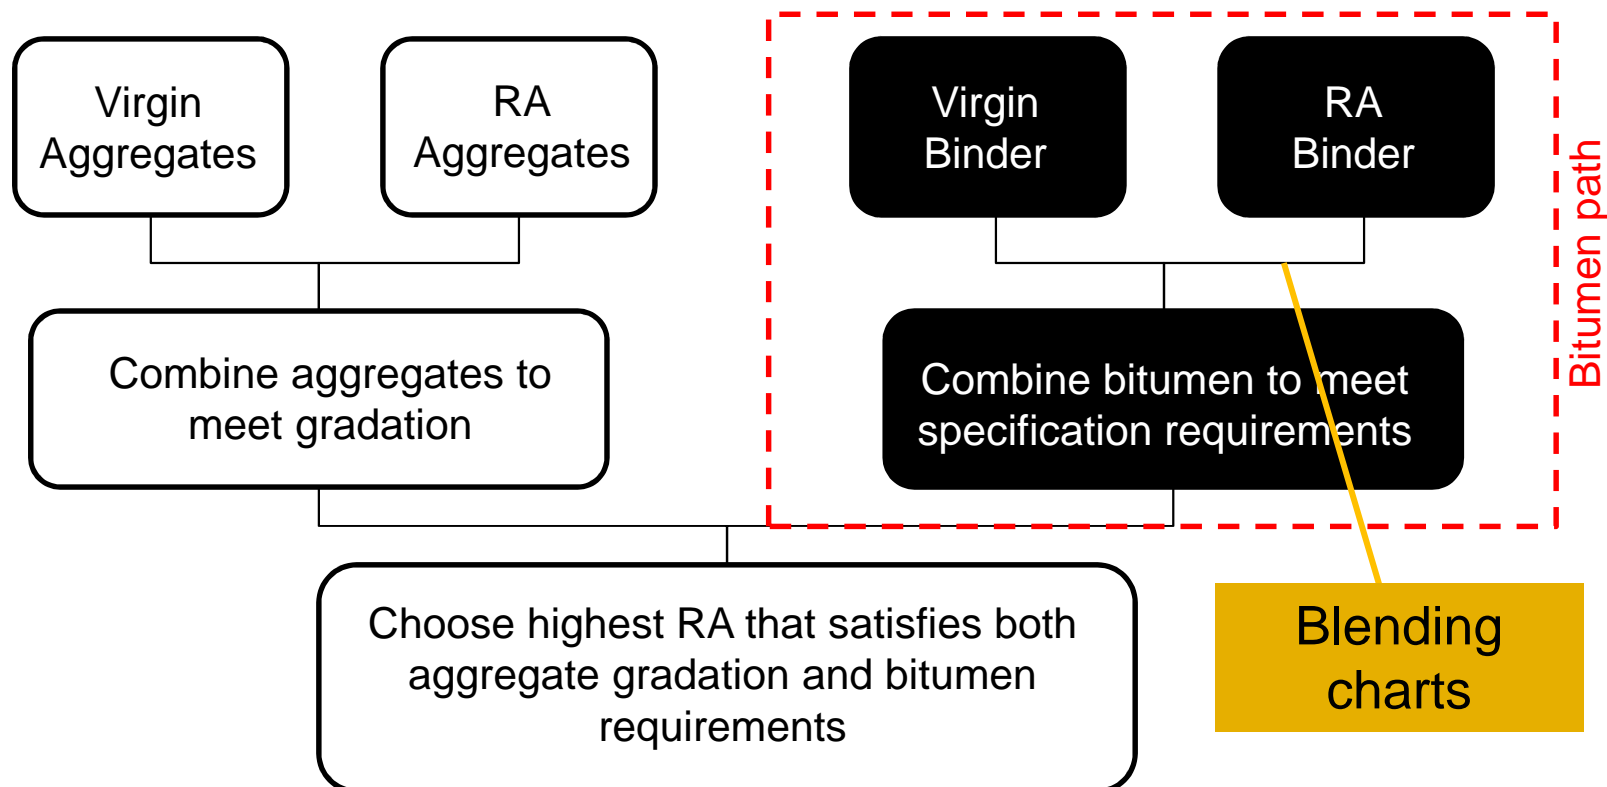 Virgin
Aggregates
RA
Aggregates
Virgin
Binder
RA
Binder
Bitumen path
Combine aggregates to
meet gradation
Combine bitumen to meet
specification requirements
Choose highest RA that satisfies both
aggregate gradation and bitumen
requirements
Blending
charts